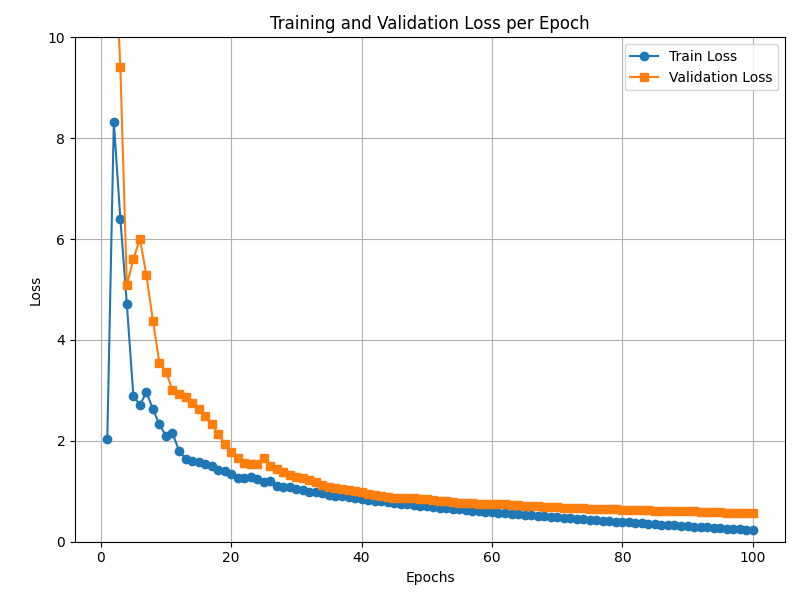 Training and Validation Loss per Epoch
Train Loss
Validation Loss
Loss
10
8
6
4
2
0
0 20 40 60 80 100
Epochs